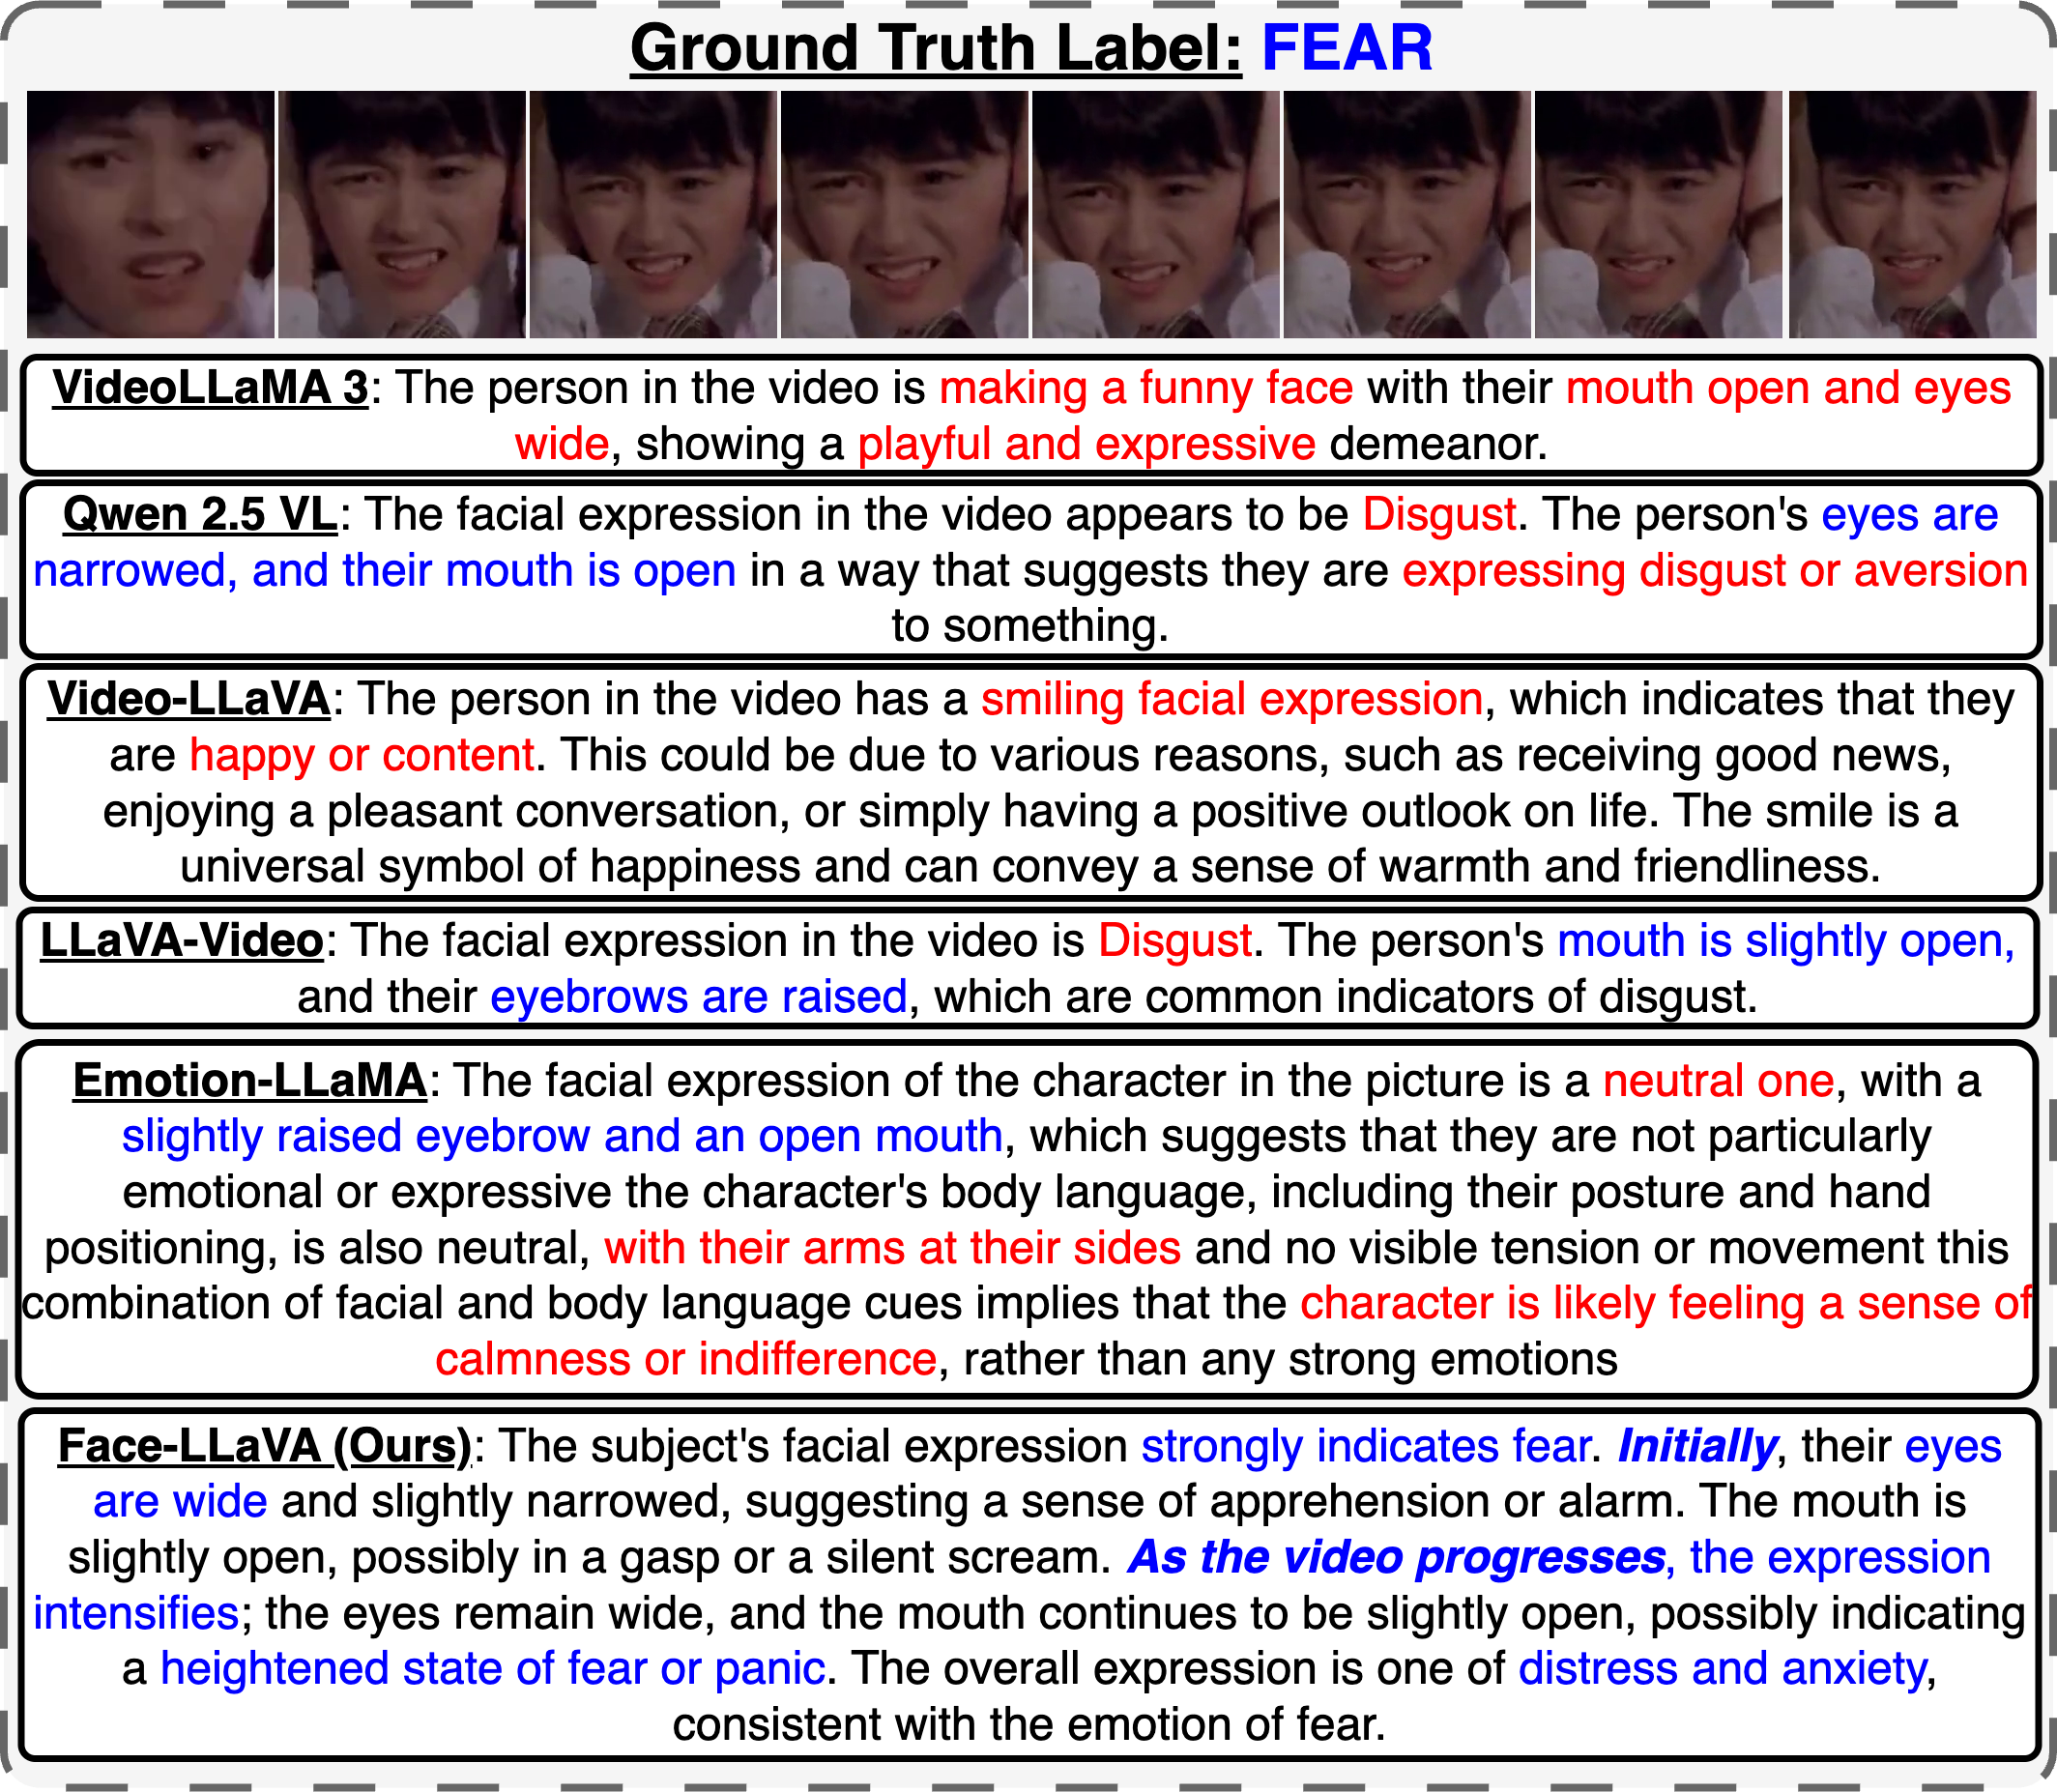 Ground Truth Label: FEAR
VideoLLaMA 3: The person in the video is making a funny face with their mouth open and eyes
wide, showing a playful and expressive demeanor.
Qwen 2.5 VL: The facial expression in the video appears to be Disgust. The person's eyes are
narrowed, and their mouth is open in a way that suggests they are expressing disgust or aversion
to something.
Video-LLaVA: The person in the video has a smiling facial expression, which indicates that they
are happy or content. This could be due to various reasons, such as receiving good news,
enjoying a pleasant conversation, or simply having a positive outlook on life. The smile is a
universal symbol of happiness and can convey a sense of warmth and friendliness.
LLaVA-Video: The facial expression in the video is Disgust. The person's mouth is slightly open,
and their eyebrows are raised, which are common indicators of disgust.
Emotion-LLaMA: The facial expression of the character in the picture is a neutral one, with a
slightly raised eyebrow and an open mouth, which suggests that they are not particularly
emotional or expressive the character's body language, including their posture and hand
positioning, is also neutral, with their arms at their sides and no visible tension or movement this
combination of facial and body language cues implies that the character is likely feeling a sense of
calmness or indifference, rather than any strong emotions
Face-LLaVA (Ours): The subject's facial expression strongly indicates fear. Initially, their eyes
are wide and slightly narrowed, suggesting a sense of apprehension or alarm. The mouth is
slightly open, possibly in a gasp or a silent scream. As the video progresses, the expression
intensifies; the eyes remain wide, and the mouth continues to be slightly open, possibly indicating
a heightened state of fear or panic. The overall expression is one of distress and anxiety,
consistent with the emotion of fear.